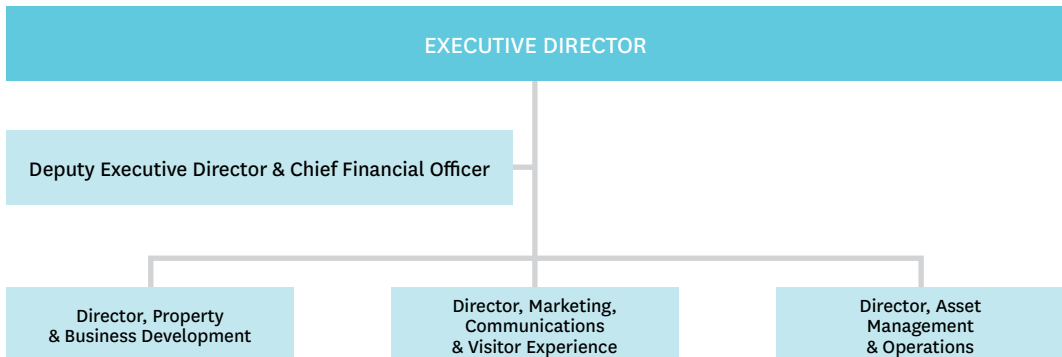 EXECUTIVE DIRECTOR
Deputy Executive Director & Chief Financial Officer
Director, Property
& Business Development
Director, Marketing,
Communications
& Visitor Experience
Director, Asset
Management
& Operations